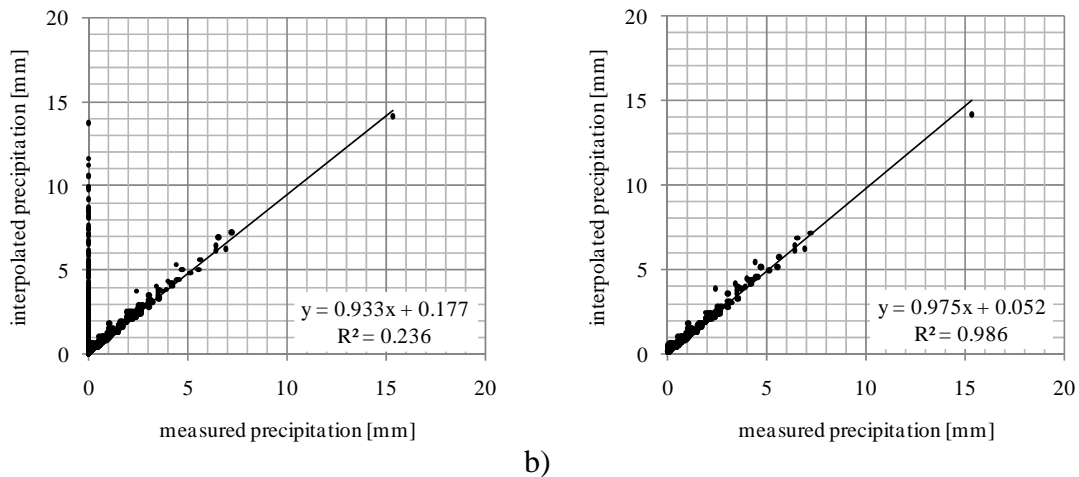 20
15
10
5
0
interpolated precipitation [mm]
y = 0.933x + 0.177
R² = 0.236
0 5 10 15 20
measured precipitation [mm]
20
15
10
5
0
interpolated precipitation [mm]
y = 0.975x + 0.052
R² = 0.986
0 5 10 15 20
measured precipitation [mm]
b)